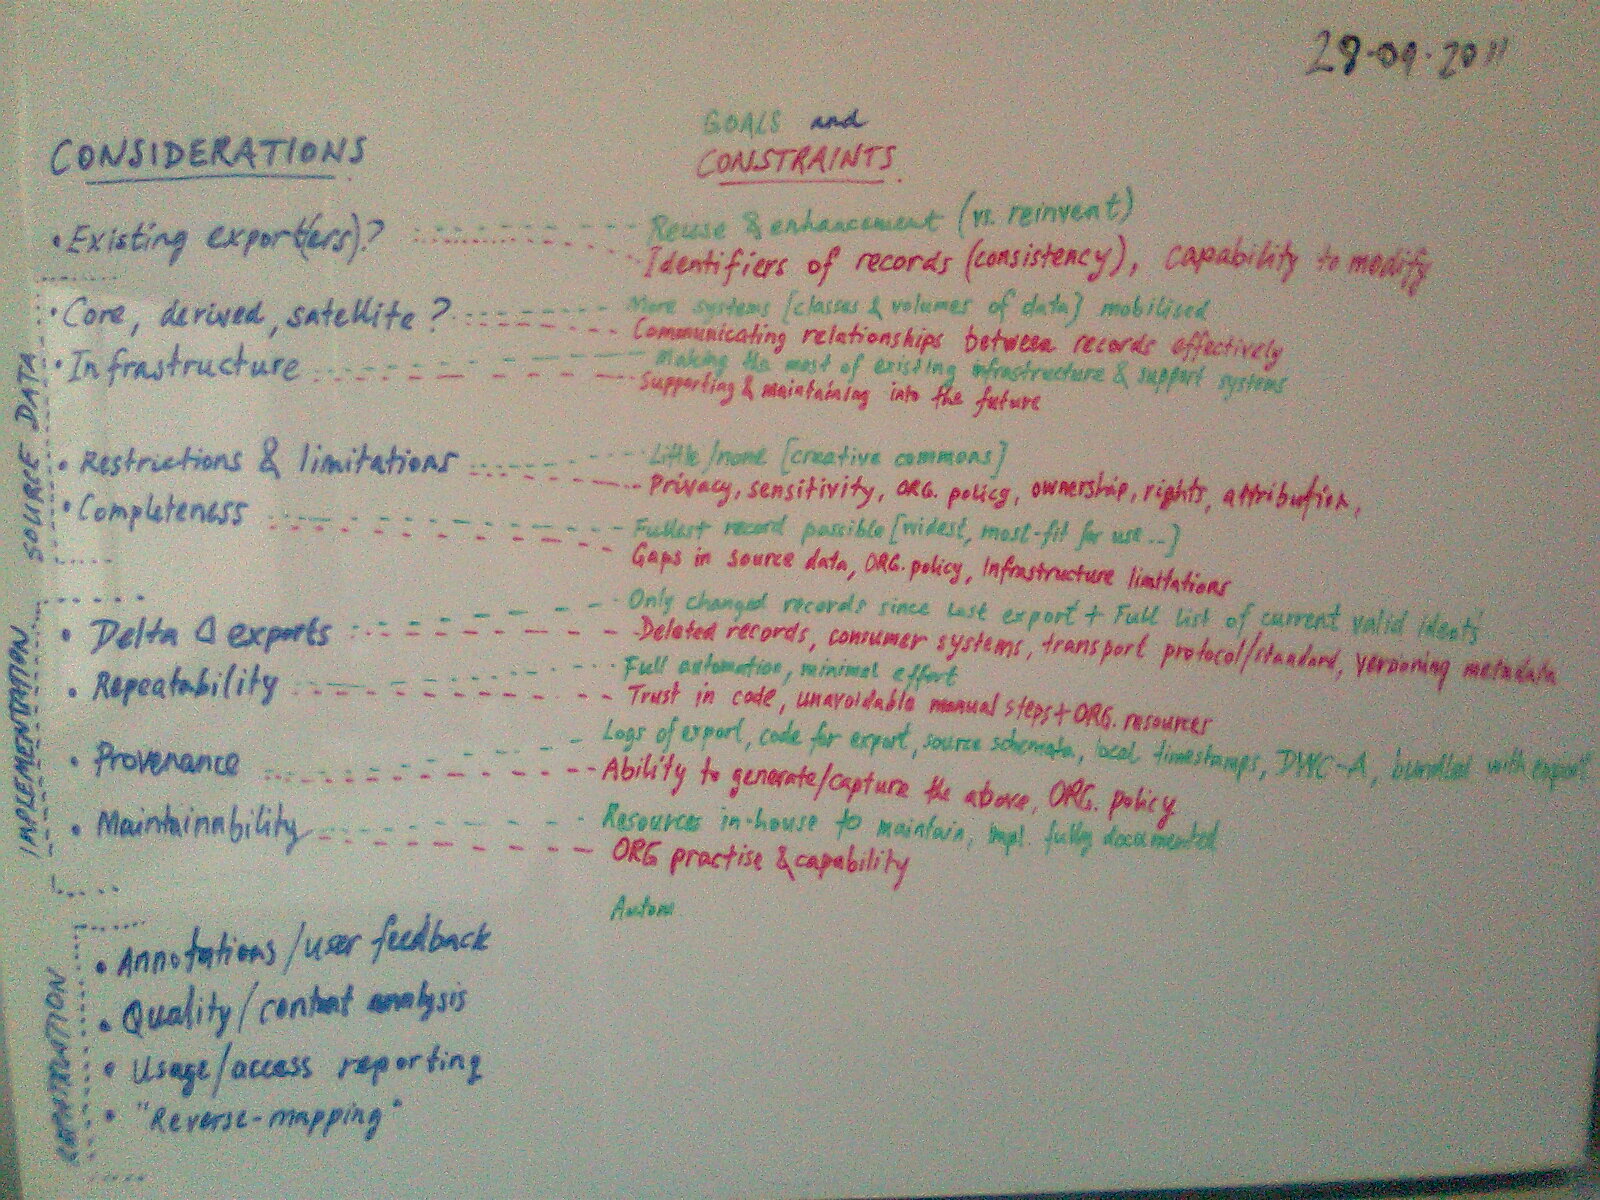 28-09-2011
GOALS and
CONSIDERATIONS
CONSTRAINTS
• Existing export(ers)?
Reuse & enhancement (vs. reinvent)
Identifiers of records (consistency), capability to modify
SOURCE DATA
• Core, derived, satellite?
More systems [classes & volumes of data] mobilised
Communicating relationships between records effectively
• Infrastructure
Making the most of existing infrastructure & support systems
Supporting & maintaining into the future
• Restrictions & limitations
Little/none [creative commons]
Privacy, sensitivity, ORG. policy, ownership, rights, attribution,
• Completeness
Fullest record possible [widest, most-fit for use...]
Gaps in source data, ORG. policy, Infrastructure limitations
IMPLEMENTATION
• Delta Δ exports
Only changed records since last export + Full list of current valid idents
Deleted records, consumer systems, transport protocol/standard, versioning metadata
• Repeatability
Full automation, minimal effort
Trust in code, unavoidable manual steps + ORG. resources
• Provenance
Logs of export, code for export, source schemata, local timestamps, DWC-A, bundled with export
Ability to generate/capture the above, ORG. policy
• Maintainability
Resources in-house to maintain, impl. fully documented
ORG practise & capability
Autom
• Annotations/user feedback
• Quality/content analysis
• Usage/access reporting
• "Reverse-mapping"